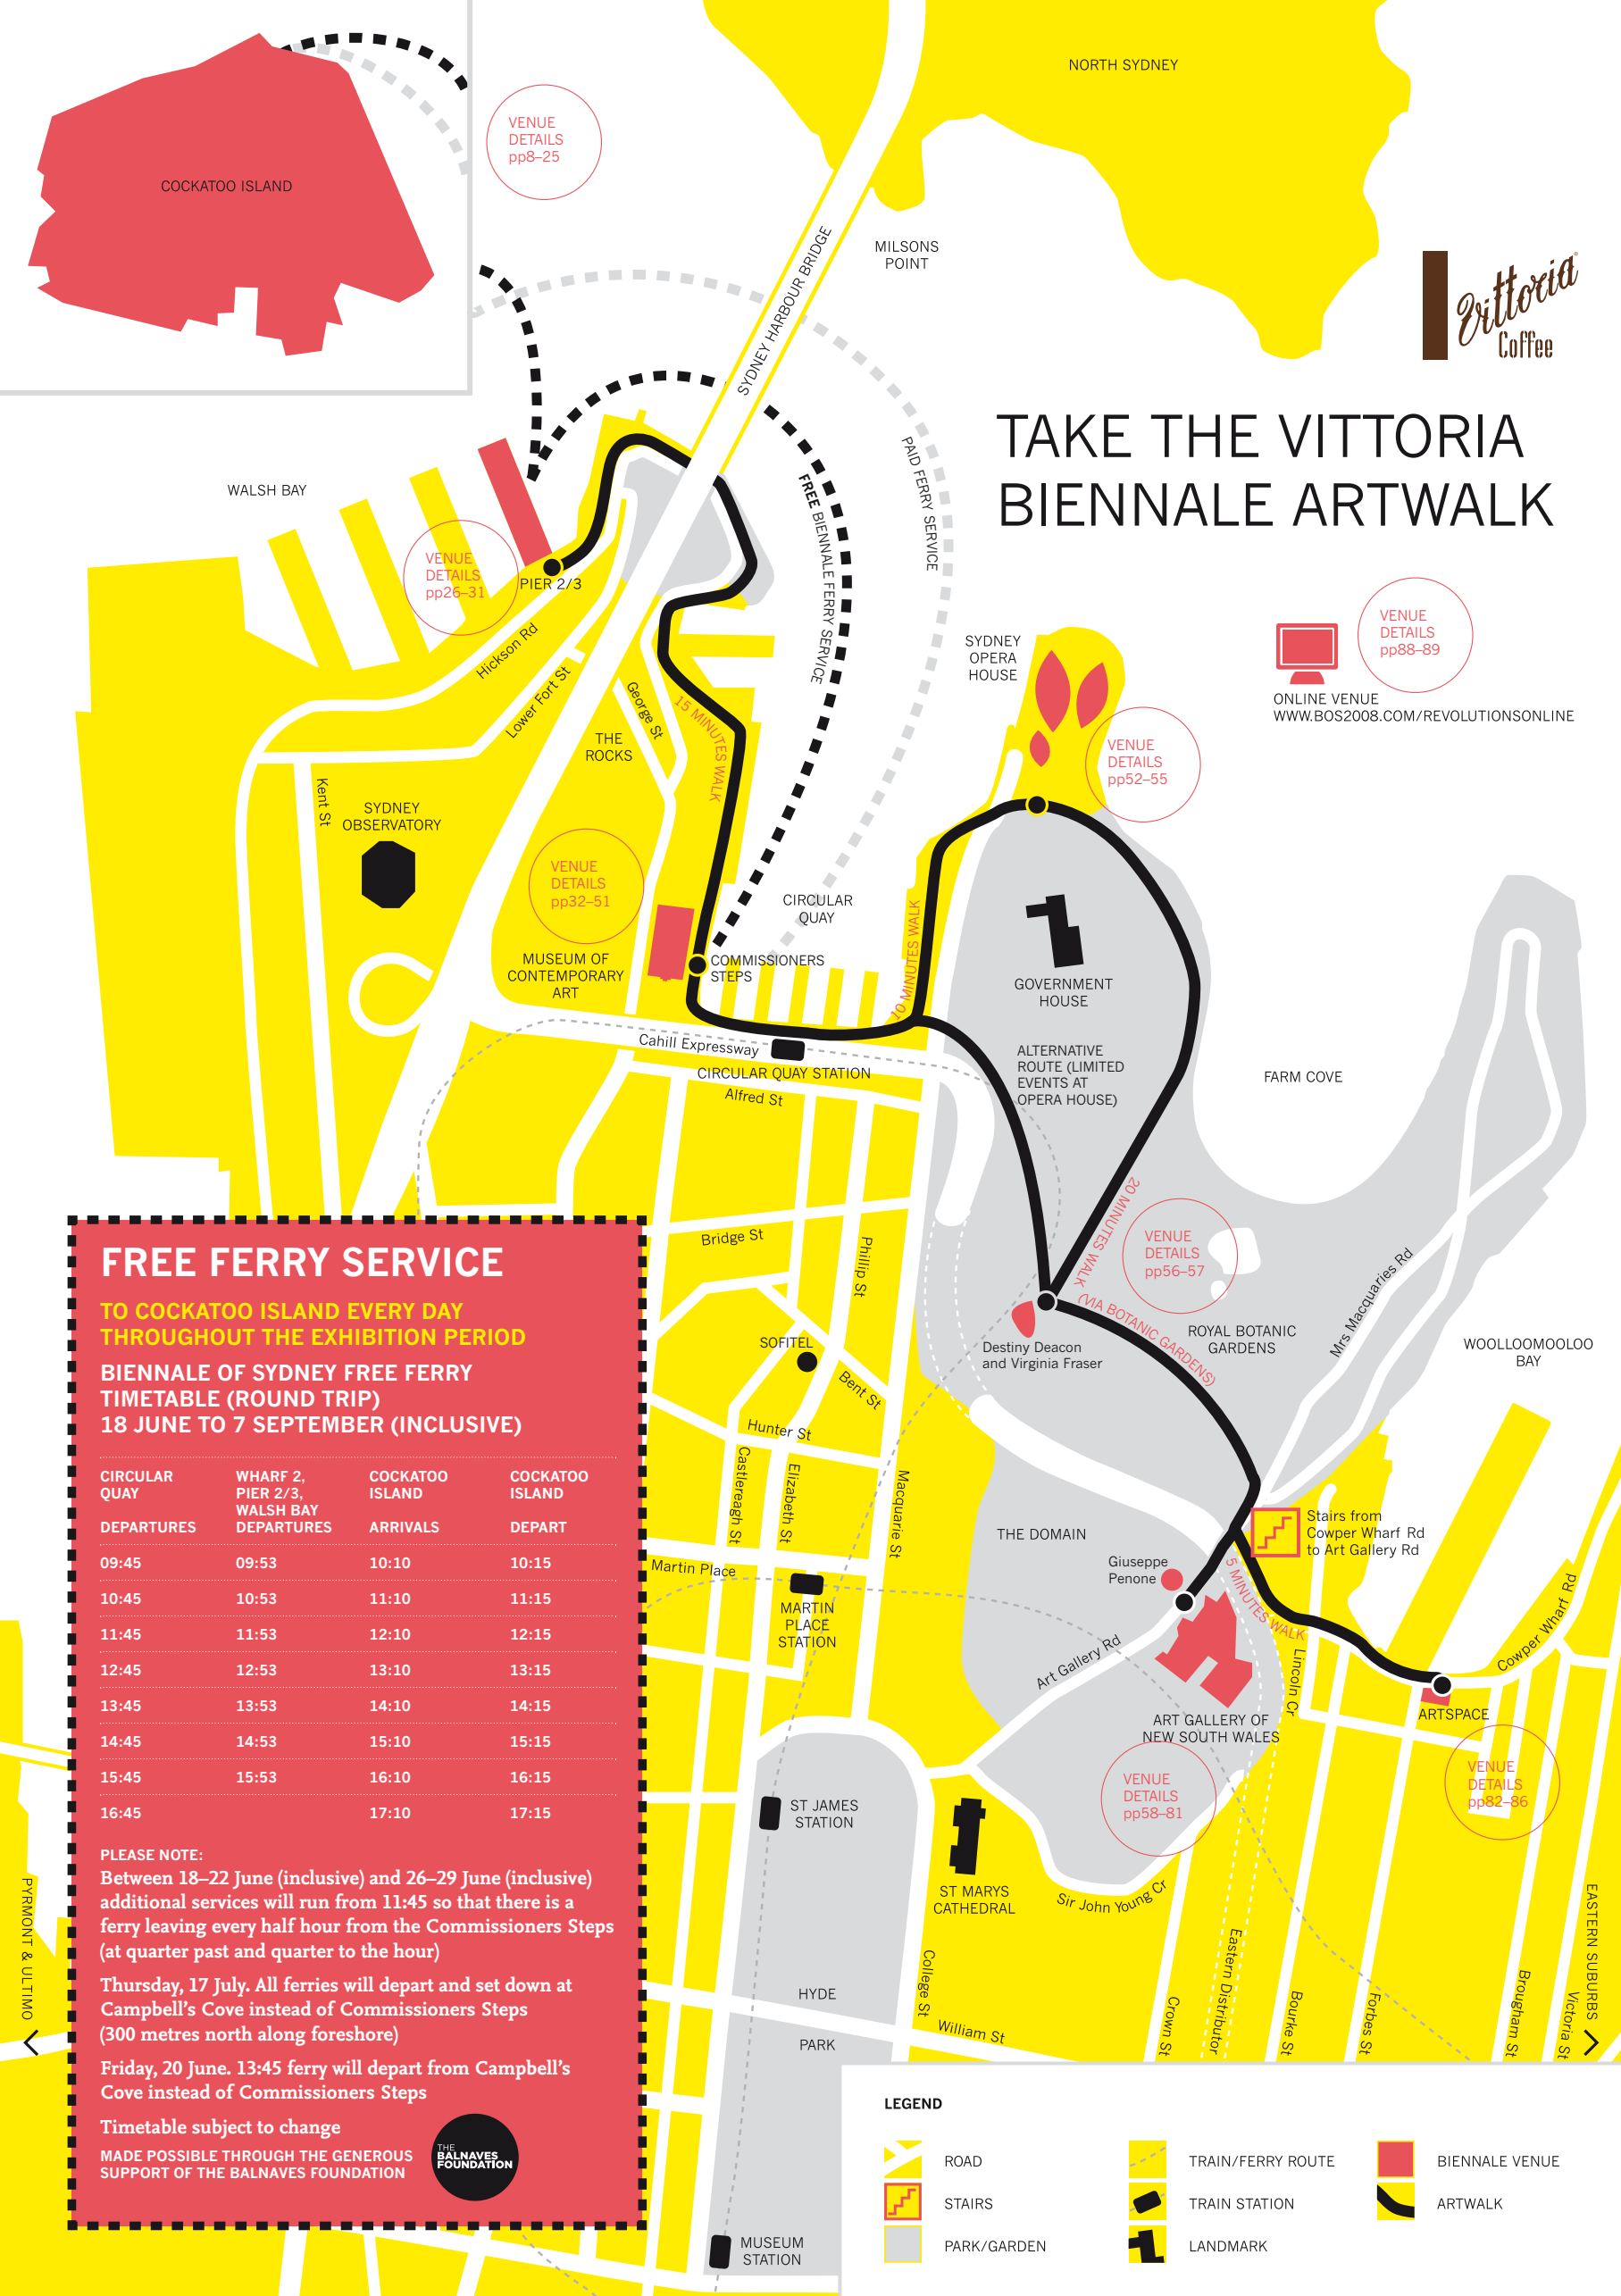 NORTH SYDNEY
COCKATOO ISLAND
VENUE
DETAILS
pp8–25
MILSONS
POINT
SYDNEY HARBOUR BRIDGE
Vittoria
Coffee
TAKE THE VITTORIA
BIENNALE ARTWALK
WALSH BAY
VENUE
DETAILS
pp26–31
PIER 2/3
FREE BIENNALE FERRY SERVICE
PAID FERRY SERVICE
SYDNEY
OPERA
HOUSE
VENUE
DETAILS
pp88–89
ONLINE VENUE
WWW.BOS2008.COM/REVOLUTIONSONLINE
VENUE
DETAILS
pp52–55
Hickson Rd
Lower Fort St
George St
15 MINUTES WALK
THE
ROCKS
Kent St
SYDNEY
OBSERVATORY
VENUE
DETAILS
pp32–51
CIRCULAR
QUAY
MUSEUM OF
CONTEMPORARY
ART
COMMISSIONERS
STEPS
10 MINUTES WALK
GOVERNMENT
HOUSE
Cahill Expressway
CIRCULAR QUAY STATION
Alfred St
ALTERNATIVE
ROUTE (LIMITED
EVENTS AT
OPERA HOUSE)
FARM COVE
20 MINUTES WALK
(VIA BOTANIC GARDENS)
VENUE
DETAILS
pp56–57
Bridge St
Phillip St
Mrs Macquaries Rd
ROYAL BOTANIC
GARDENS
WOOLLOOMOOLOO
BAY
Destiny Deacon
and Virginia Fraser
SOFITEL
Bent St
Hunter St
Castlereagh St
Elizabeth St
Macquarie St
Martin Place
MARTIN
PLACE
STATION
THE DOMAIN
Giuseppe
Penone
Stairs from
Cowper Wharf Rd
to Art Gallery Rd
5 MINUTES WALK
Cowper Wharf Rd
Art Gallery Rd
Lincoln Cr
ART GALLERY OF
NEW SOUTH WALES
ARTSPACE
VENUE
DETAILS
pp58–81
VENUE
DETAILS
pp82–86
ST JAMES
STATION
ST MARYS
CATHEDRAL
Sir John Young Cr
College St
HYDE
PARK
William St
Crown St
Eastern Distributor
Bourke St
Forbes St
Brougham St
Victoria St
EASTERN SUBURBS
PYRMONT & ULTIMO
MUSEUM
STATION
FREE FERRY SERVICE
TO COCKATOO ISLAND EVERY DAY
THROUGHOUT THE EXHIBITION PERIOD
BIENNALE OF SYDNEY FREE FERRY
TIMETABLE (ROUND TRIP)
18 JUNE TO 7 SEPTEMBER (INCLUSIVE)
CIRCULAR WHARF 2, COCKATOO COCKATOO
QUAY PIER 2/3, ISLAND ISLAND
WALSH BAY
DEPARTURES DEPARTURES ARRIVALS DEPART
09:45 09:53 10:10 10:15
10:45 10:53 11:10 11:15
11:45 11:53 12:10 12:15
12:45 12:53 13:10 13:15
13:45 13:53 14:10 14:15
14:45 14:53 15:10 15:15
15:45 15:53 16:10 16:15
16:45 17:10 17:15
PLEASE NOTE:
Between 18–22 June (inclusive) and 26–29 June (inclusive)
additional services will run from 11:45 so that there is a
ferry leaving every half hour from the Commissioners Steps
(at quarter past and quarter to the hour)
Thursday, 17 July. All ferries will depart and set down at
Campbell’s Cove instead of Commissioners Steps
(300 metres north along foreshore)
Friday, 20 June. 13:45 ferry will depart from Campbell’s
Cove instead of Commissioners Steps
Timetable subject to change
MADE POSSIBLE THROUGH THE GENEROUS
SUPPORT OF THE BALNAVES FOUNDATION
THE
BALNAVES
FOUNDATION
LEGEND
ROAD
STAIRS
PARK/GARDEN
TRAIN/FERRY ROUTE
TRAIN STATION
LANDMARK
BIENNALE VENUE
ARTWALK